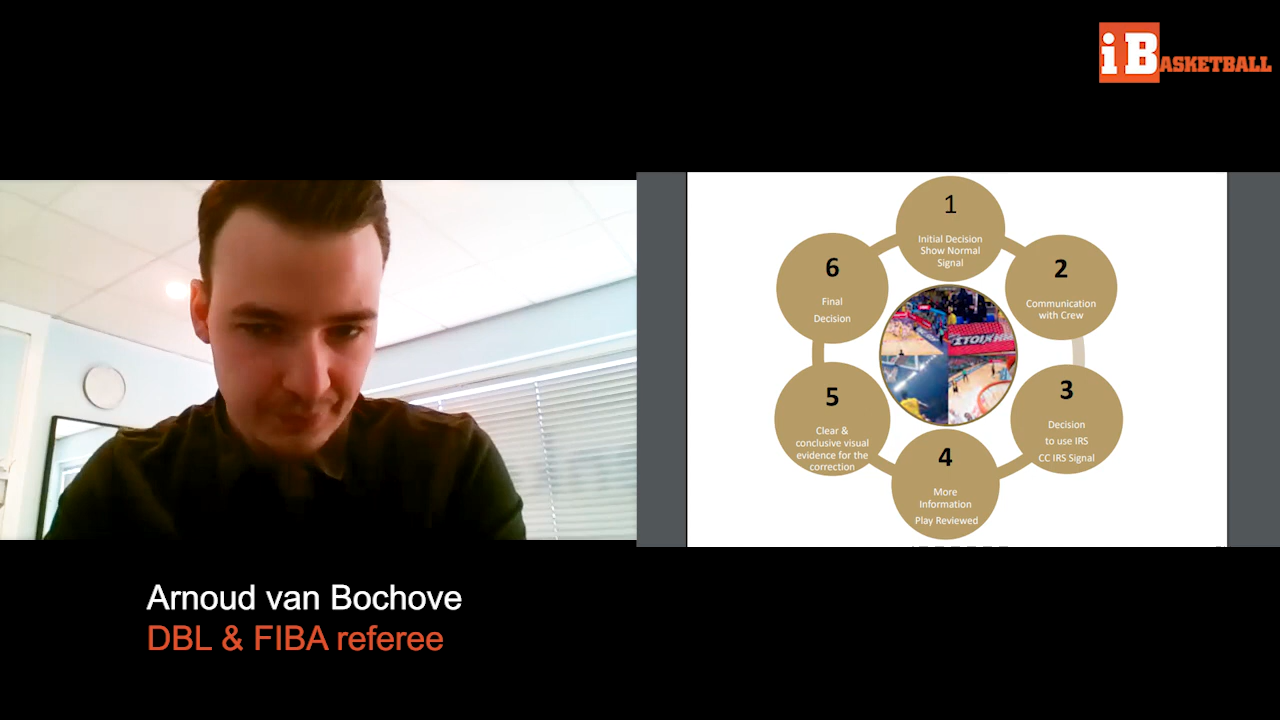 iBASKETBALL
1
Initial Decision
Show Normal
Signal
2
Communication
with Crew
3
Decision
to use IRS
CC IRS Signal
4
More
Information
Play Reviewed
5
Clear &
conclusive visual
evidence for the
correction
6
Final
Decision
Arnoud van Bochove
DBL & FIBA referee